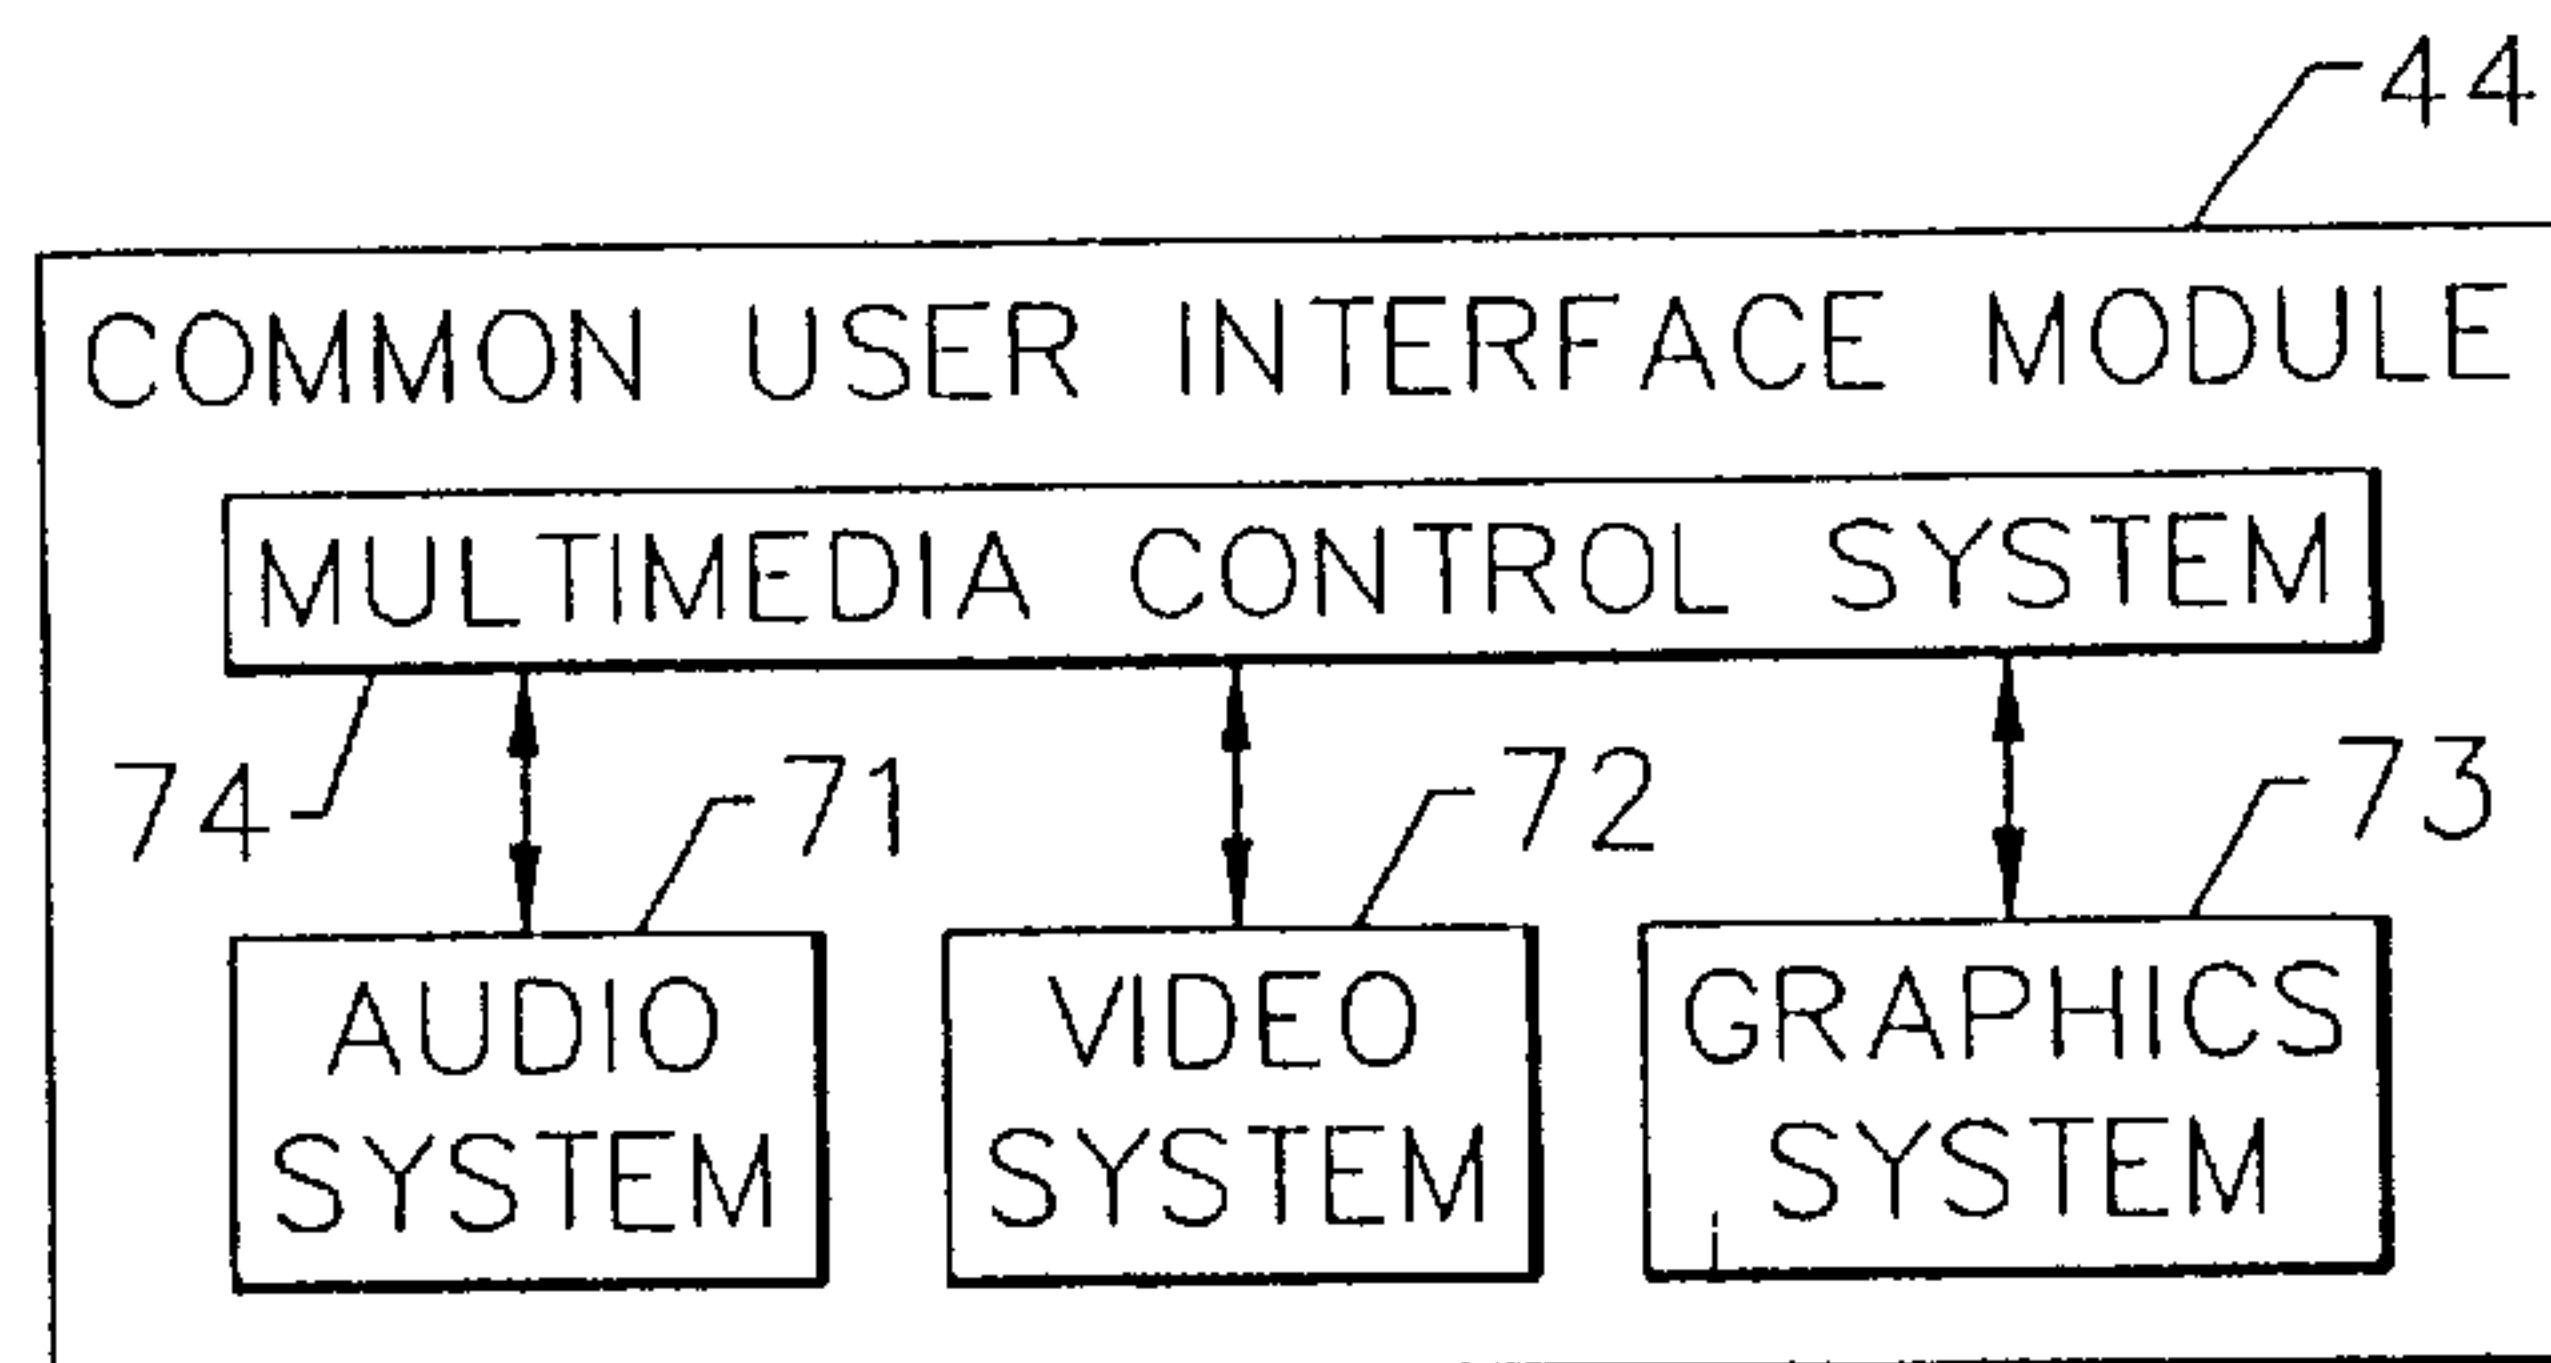 44
COMMON USER INTERFACE MODULE
MULTIMEDIA CONTROL SYSTEM
74
71
72
73
AUDIO
SYSTEM
VIDEO
SYSTEM
GRAPHICS
SYSTEM